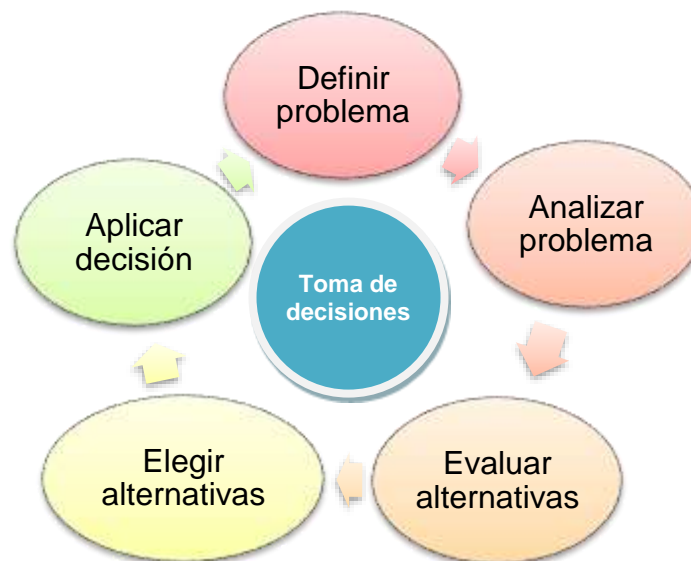 Definir
problema
Analizar
problema
Evaluar
alternativas
Elegir
alternativas
Aplicar
decisión
Toma de
decisiones